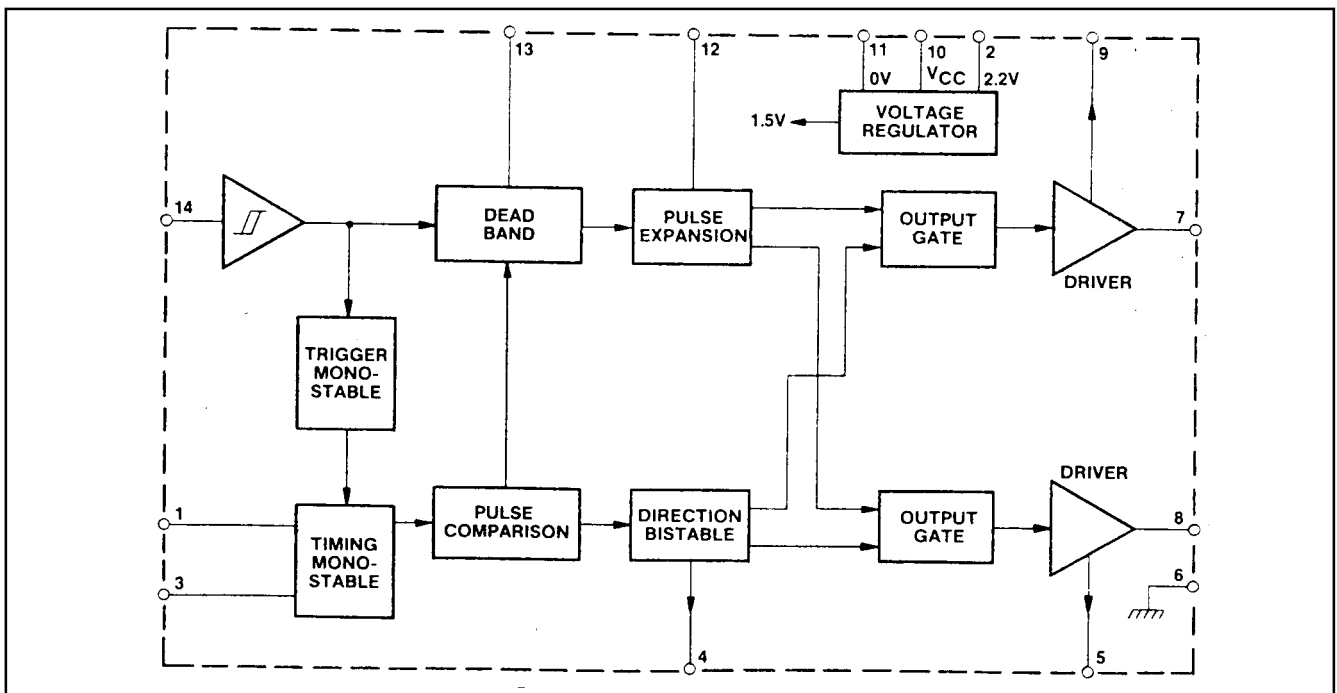 13
12
11
10
2
9
0V
VCC
2.2V
1.5V
VOLTAGE
REGULATOR
14
DEAD
BAND
PULSE
EXPANSION
OUTPUT
GATE
7
DRIVER
TRIGGER
MONO-
STABLE
DRIVER
1
TIMING
MONO-
STABLE
PULSE
COMPARISON
DIRECTION
BISTABLE
OUTPUT
GATE
8
3
6
4
5